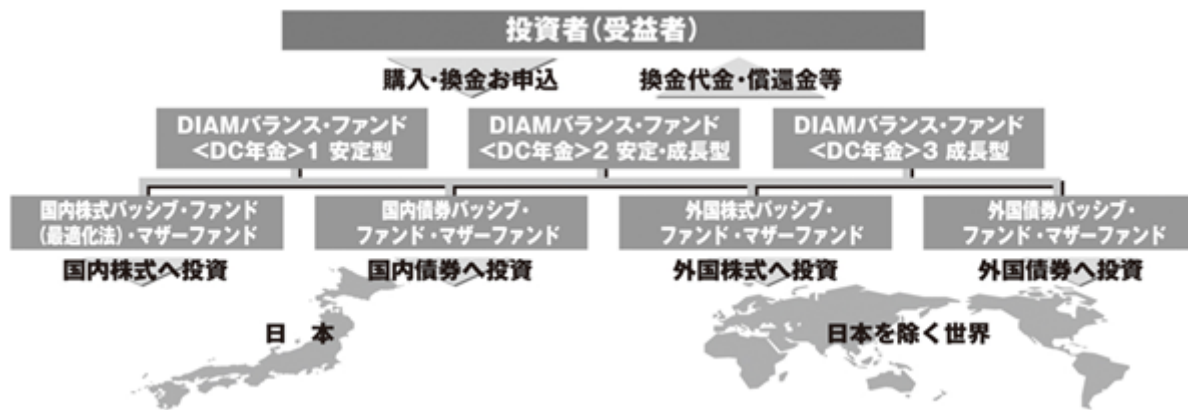 投資者(受益者)
購入・換金お申込
換金代金・償還金等
DIAMバランス・ファンド
<DC年金>1 安定型
DIAMバランス・ファンド
<DC年金>2 安定・成長型
DIAMバランス・ファンド
<DC年金>3 成長型
国内株式パッシブ・ファンド
(最適化法)・マザーファンド
国内債券パッシブ・
ファンド・マザーファンド
外国株式パッシブ・
ファンド・マザーファンド
外国債券パッシブ・
ファンド・マザーファンド
国内株式へ投資
国内債券へ投資
外国株式へ投資
外国債券へ投資
日 本
日本を除く世界